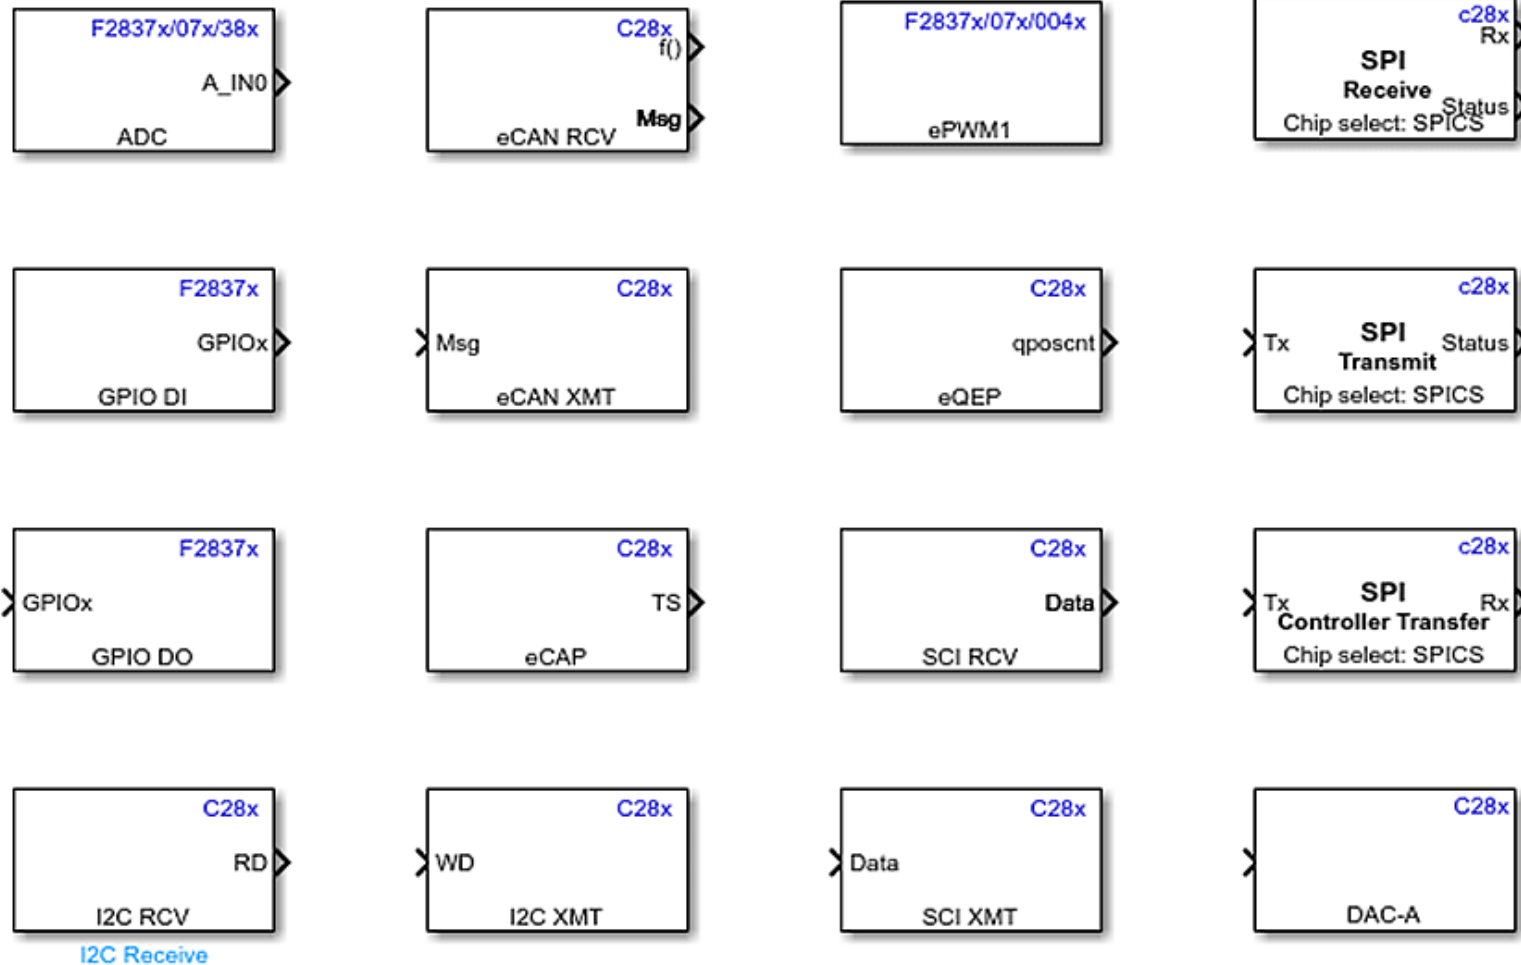 F2837x/07x/38x
A_IN0
ADC
C28x
f()
Msg
eCAN RCV
F2837x/07x/004x
ePWM1
c28x
Rx
SPI
Receive
Status
Chip select: SPICS
F2837x
GPIOx
GPIO DI
C28x
Msg
eCAN XMT
C28x
qposcnt
eQEP
c28x
Tx
SPI
Status
Transmit
Chip select: SPICS
F2837x
GPIOx
GPIO DO
C28x
TS
eCAP
C28x
Data
SCI RCV
c28x
SPI
Tx
Rx
Controller Transfer
Chip select: SPICS
C28x
RD
I2C RCV
I2C Receive
C28x
WD
I2C XMT
C28x
Data
SCI XMT
C28x
DAC-A